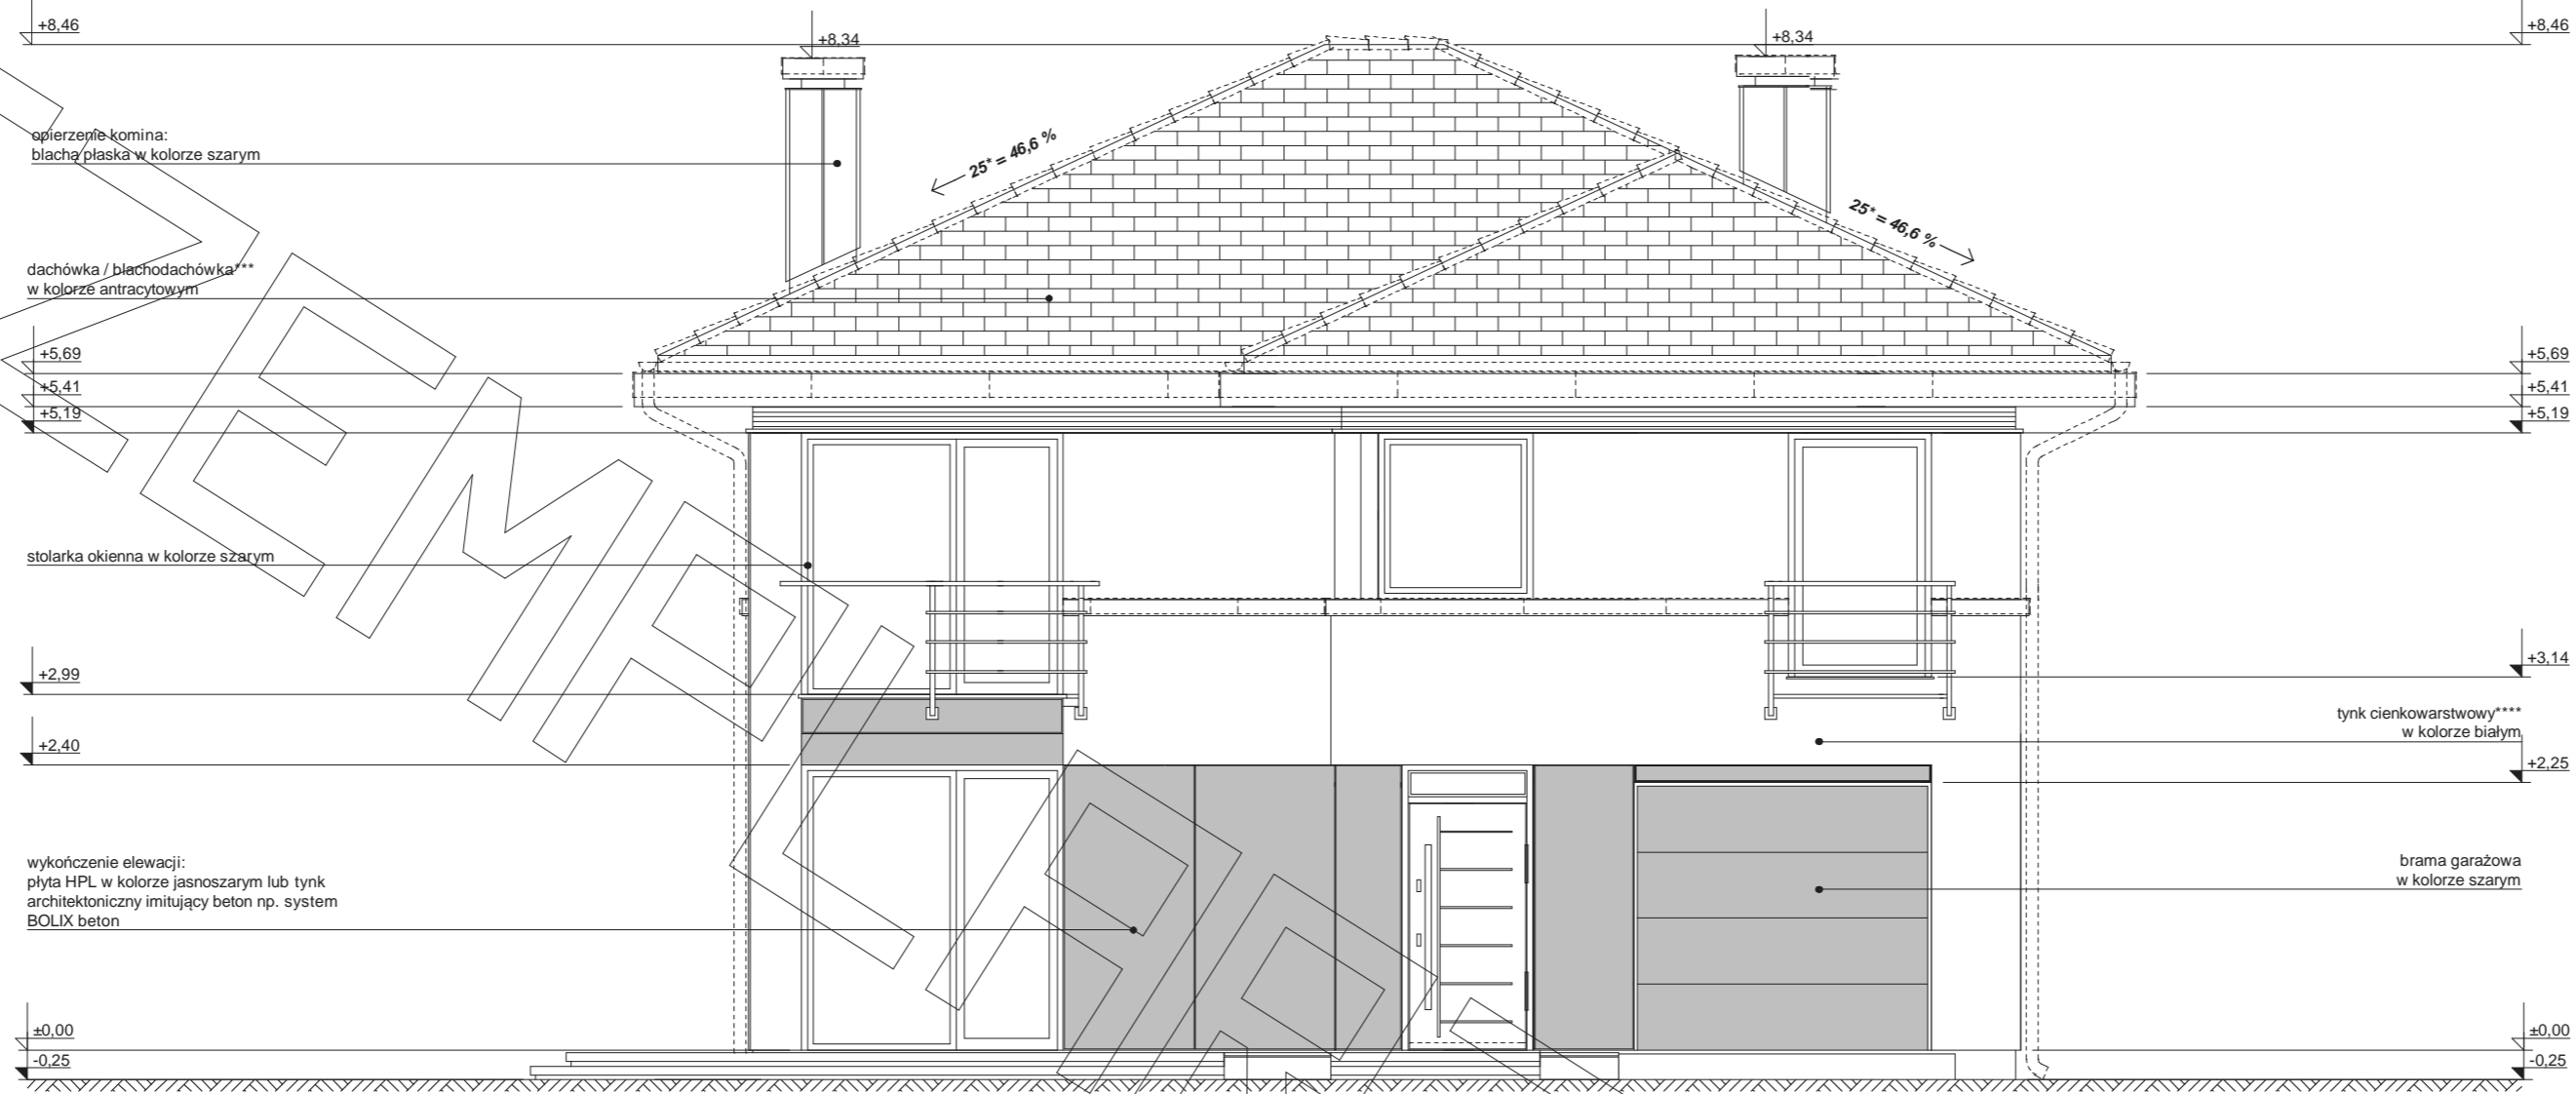 +8,46
+8,34
+8,34
+8,46
opierzenie komina:
blacha płaska w kolorze szarym
25* = 46,6 %
25* = 46,6 %
dachówka / blachodachówka***
w kolorze antracytowym
+5,69
+5,41
+5,19
+5,69
+5,41
+5,19
stolarka okienna w kolorze szarym
+2,99
+3,14
tynk cienkowarstwowy****
w kolorze białym
+2,40
+2,25
wykończenie elewacji:
płyta HPL w kolorze jasnoszarym lub tynk
architektoniczny imitujący beton np. system
BOLIX beton
brama garażowa
w kolorze szarym
±0,00
-0,25
±0,00
-0,25